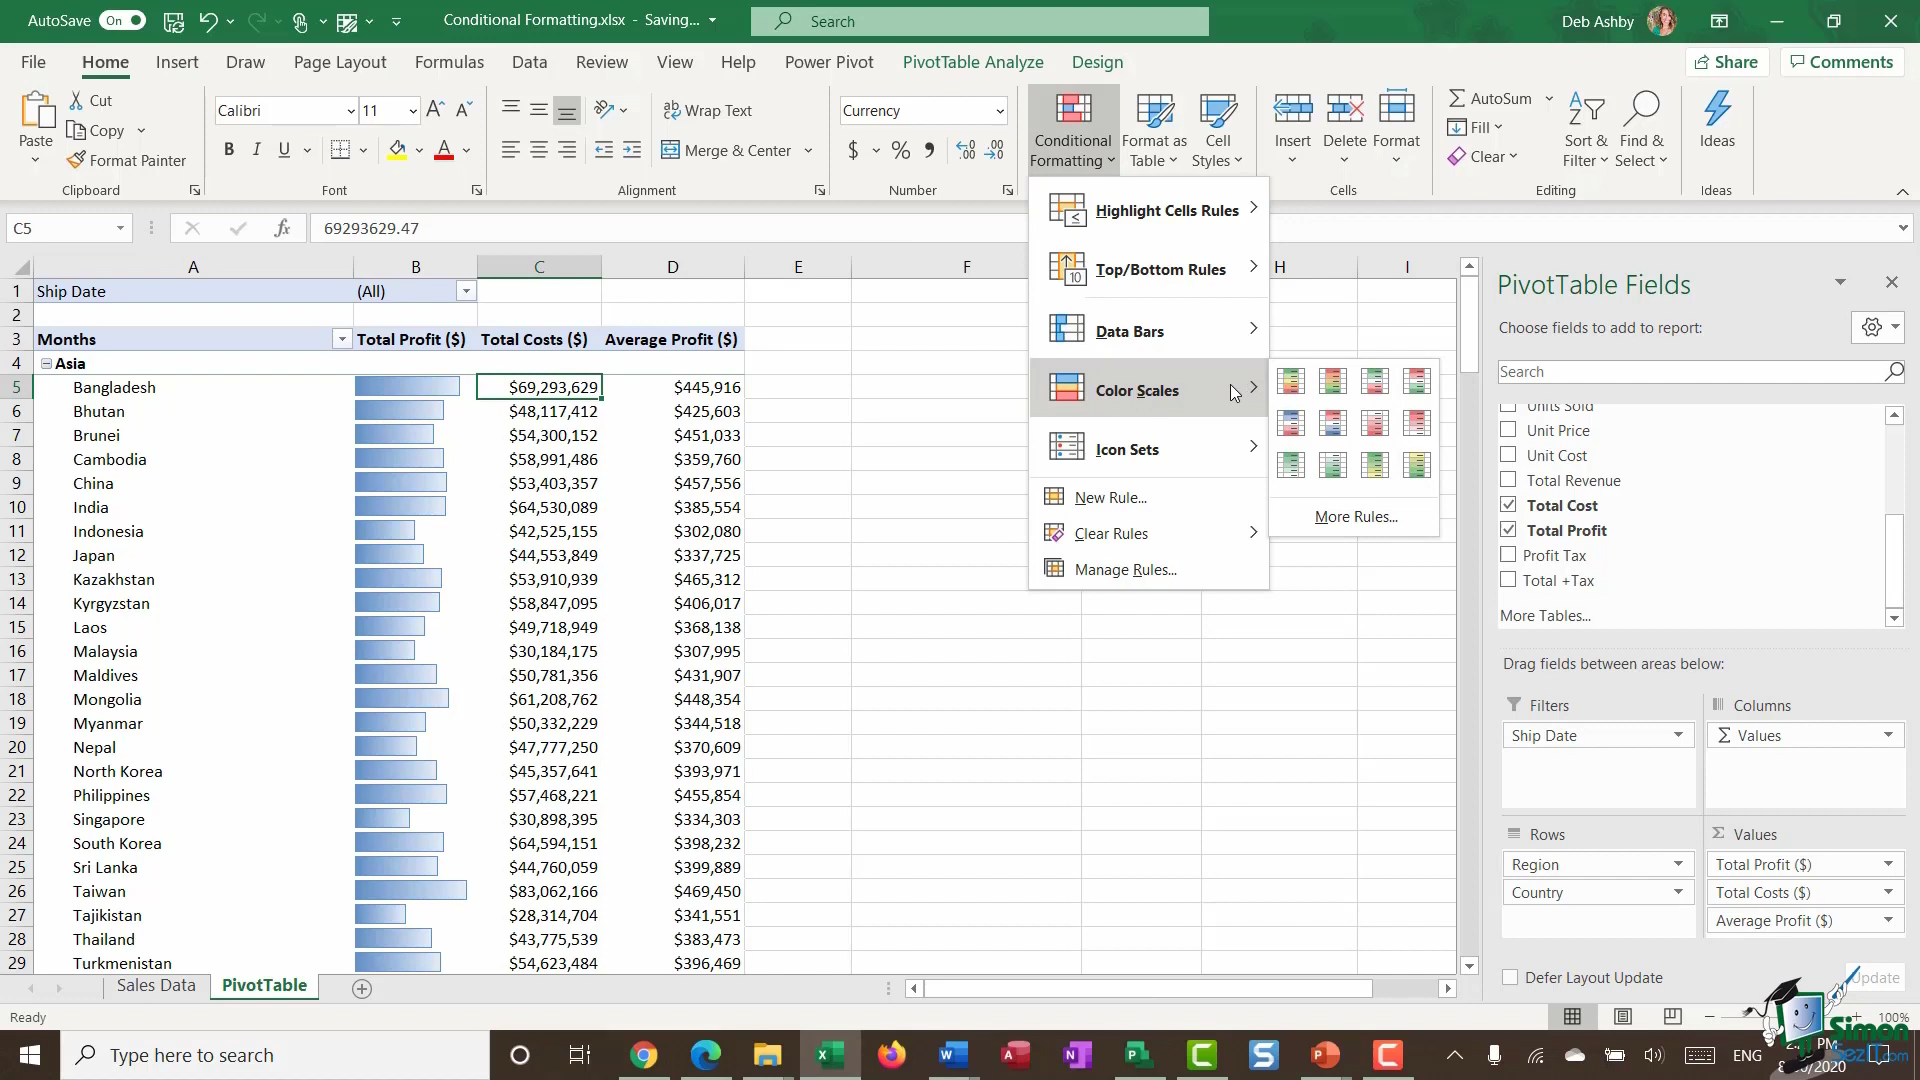 AutoSave On Conditional Formatting.xlsx - Saving... Search Deb Ashby
File Home Insert Draw Page Layout Formulas Data Review View Help Power Pivot PivotTable Analyze Design Share Comments
Paste Cut Copy Format Painter Clipboard
Calibri 11 B I U A Font
Wrap Text Merge & Center Alignment
Currency $ % Number
Conditional Formatting Format as Table Cell Styles
Insert Delete Format Cells
AutoSum Fill Clear Sort & Filter Find & Select Editing
Ideas Ideas
C5 fx 69293629.47
A B C D E F H I
1 Ship Date (All)
2
3 Months Total Profit ($) Total Costs ($) Average Profit ($)
4 Asia
5 Bangladesh $69,293,629 $445,916
6 Bhutan $48,117,412 $425,603
7 Brunei $54,300,152 $451,033
8 Cambodia $58,991,486 $359,760
9 China $53,403,357 $457,556
10 India $64,530,089 $385,554
11 Indonesia $42,525,155 $302,080
12 Japan $44,553,849 $337,725
13 Kazakhstan $53,910,939 $465,312
14 Kyrgyzstan $58,847,095 $406,017
15 Laos $49,718,949 $368,138
16 Malaysia $30,184,175 $307,995
17 Maldives $50,781,356 $431,907
18 Mongolia $61,208,762 $448,354
19 Myanmar $50,332,229 $344,518
20 Nepal $47,777,250 $370,609
21 North Korea $45,357,641 $393,971
22 Philippines $57,468,221 $455,854
23 Singapore $30,898,395 $334,303
24 South Korea $64,594,151 $398,232
25 Sri Lanka $44,760,059 $399,889
26 Taiwan $83,062,166 $469,450
27 Tajikistan $28,314,704 $341,551
28 Thailand $43,775,539 $383,473
29 Turkmenistan $54,623,484 $396,469
Highlight Cells Rules
Top/Bottom Rules
10
Data Bars
Color Scales
Icon Sets
New Rule...
Clear Rules
Manage Rules...
More Rules...
PivotTable Fields
Choose fields to add to report:
Search
Units Sold
Unit Price
Unit Cost
Total Revenue
Total Cost
Total Profit
Profit Tax
Total +Tax
More Tables...
Drag fields between areas below:
Filters Columns
Ship Date Σ Values
Rows Σ Values
Region Total Profit ($)
Country Total Costs ($)
Average Profit ($)
Defer Layout Update
Sales Data PivotTable
Ready 100%
Type here to search ENG
Simon SezIT.com